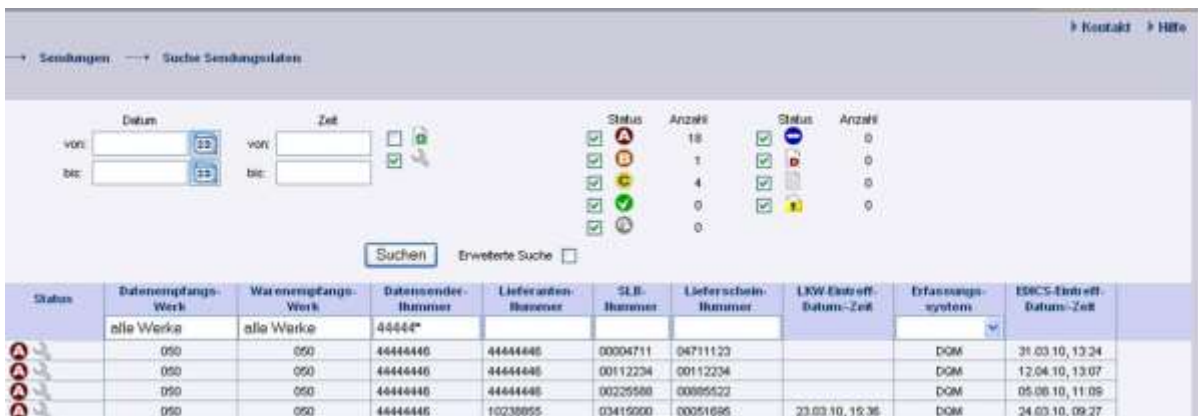 Kontakt Hilfe
Sendungen Suche Sendungsdaten
Datum Zeit Status Anzahl Status Anzahl
von: von: A 18 0
B 1 D 0
bis: bis: C 4 0
0 0
0
Suchen Erweiterte Suche
Status Datenempfangs- Warenempfangs- Datensender- Lieferanten- SLB- Lieferschein- LKW-Eintreff- Erfassungs- EDICS-Eintreff-
Werk Werk Nummer Nummer Nummer Nummer Datum/-Zeit system Datum/-Zeit
alle Werke alle Werke 44444*
A 050 050 44444446 44444446 00004711 04711123 DQM 31.03.10, 13:24
A 050 050 44444446 44444446 00112234 00112234 DQM 12.04.10, 13:07
A 050 050 44444446 44444446 00225588 00885522 DQM 05.08.10, 11:09
A 050 050 44444446 10238855 03415000 00051695 23.03.10, 15:36 DQM 24.03.10, 09:27